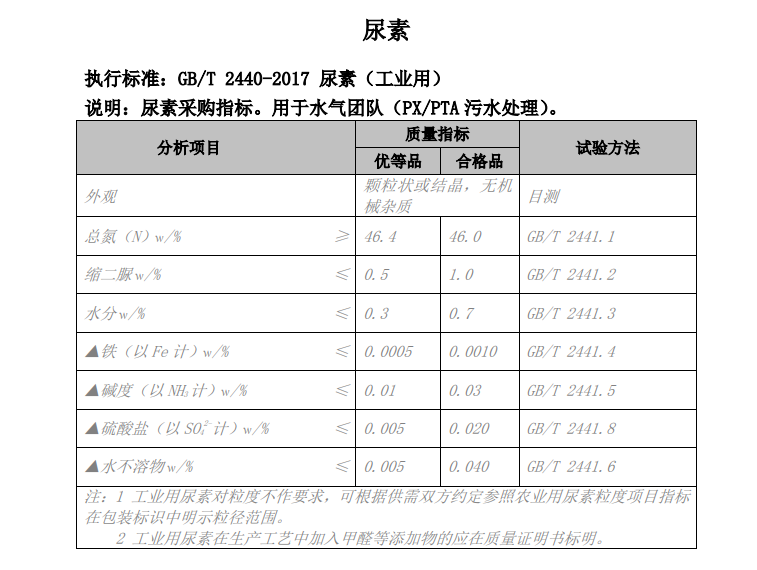 尿素
执行标准：GB/T 2440-2017 尿素（工业用）
说明：尿素采购指标。用于水气团队（PX/PTA 污水处理）。
分析项目 质量指标 试验方法
优等品 合格品
外观 颗粒状或结晶，无机 目测
械杂质
总氮（N）w/% ≥ 46.4 46.0 GB/T 2441.1
缩二脲 w/% ≤ 0.5 1.0 GB/T 2441.2
水分 w/% ≤ 0.3 0.7 GB/T 2441.3
▲铁（以 Fe 计）w/% ≤ 0.0005 0.0010 GB/T 2441.4
▲碱度（以 NH₃计）w/% ≤ 0.01 0.03 GB/T 2441.5
▲硫酸盐（以 SO₄²⁻计）w/% ≤ 0.005 0.020 GB/T 2441.8
▲水不溶物 w/% ≤ 0.005 0.040 GB/T 2441.6
注：1 工业用尿素对粒度不作要求，可根据供需双方约定参照农业用尿素粒度项目指标
在包装标识中明示粒径范围。
2 工业用尿素在生产工艺中加入甲醛等添加物的应在质量证明书标明。